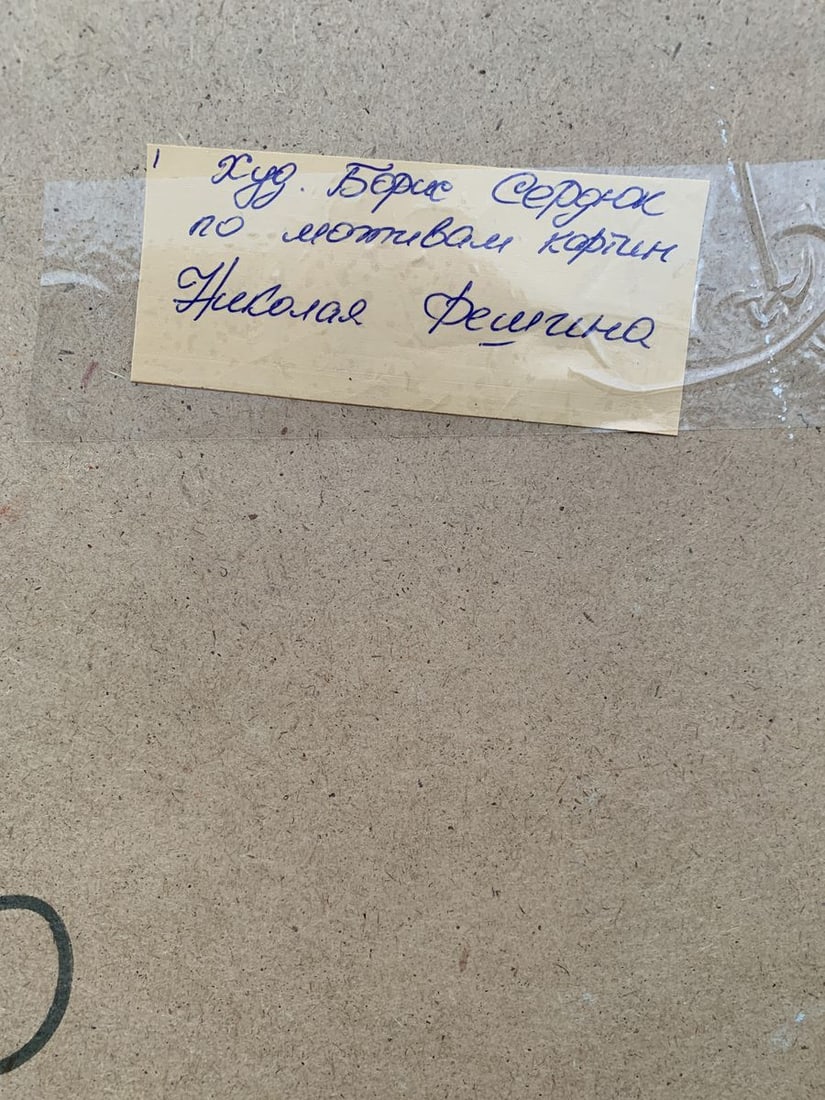 Худ. Борис Сердюк
по мотивам картин
Николая Фешина